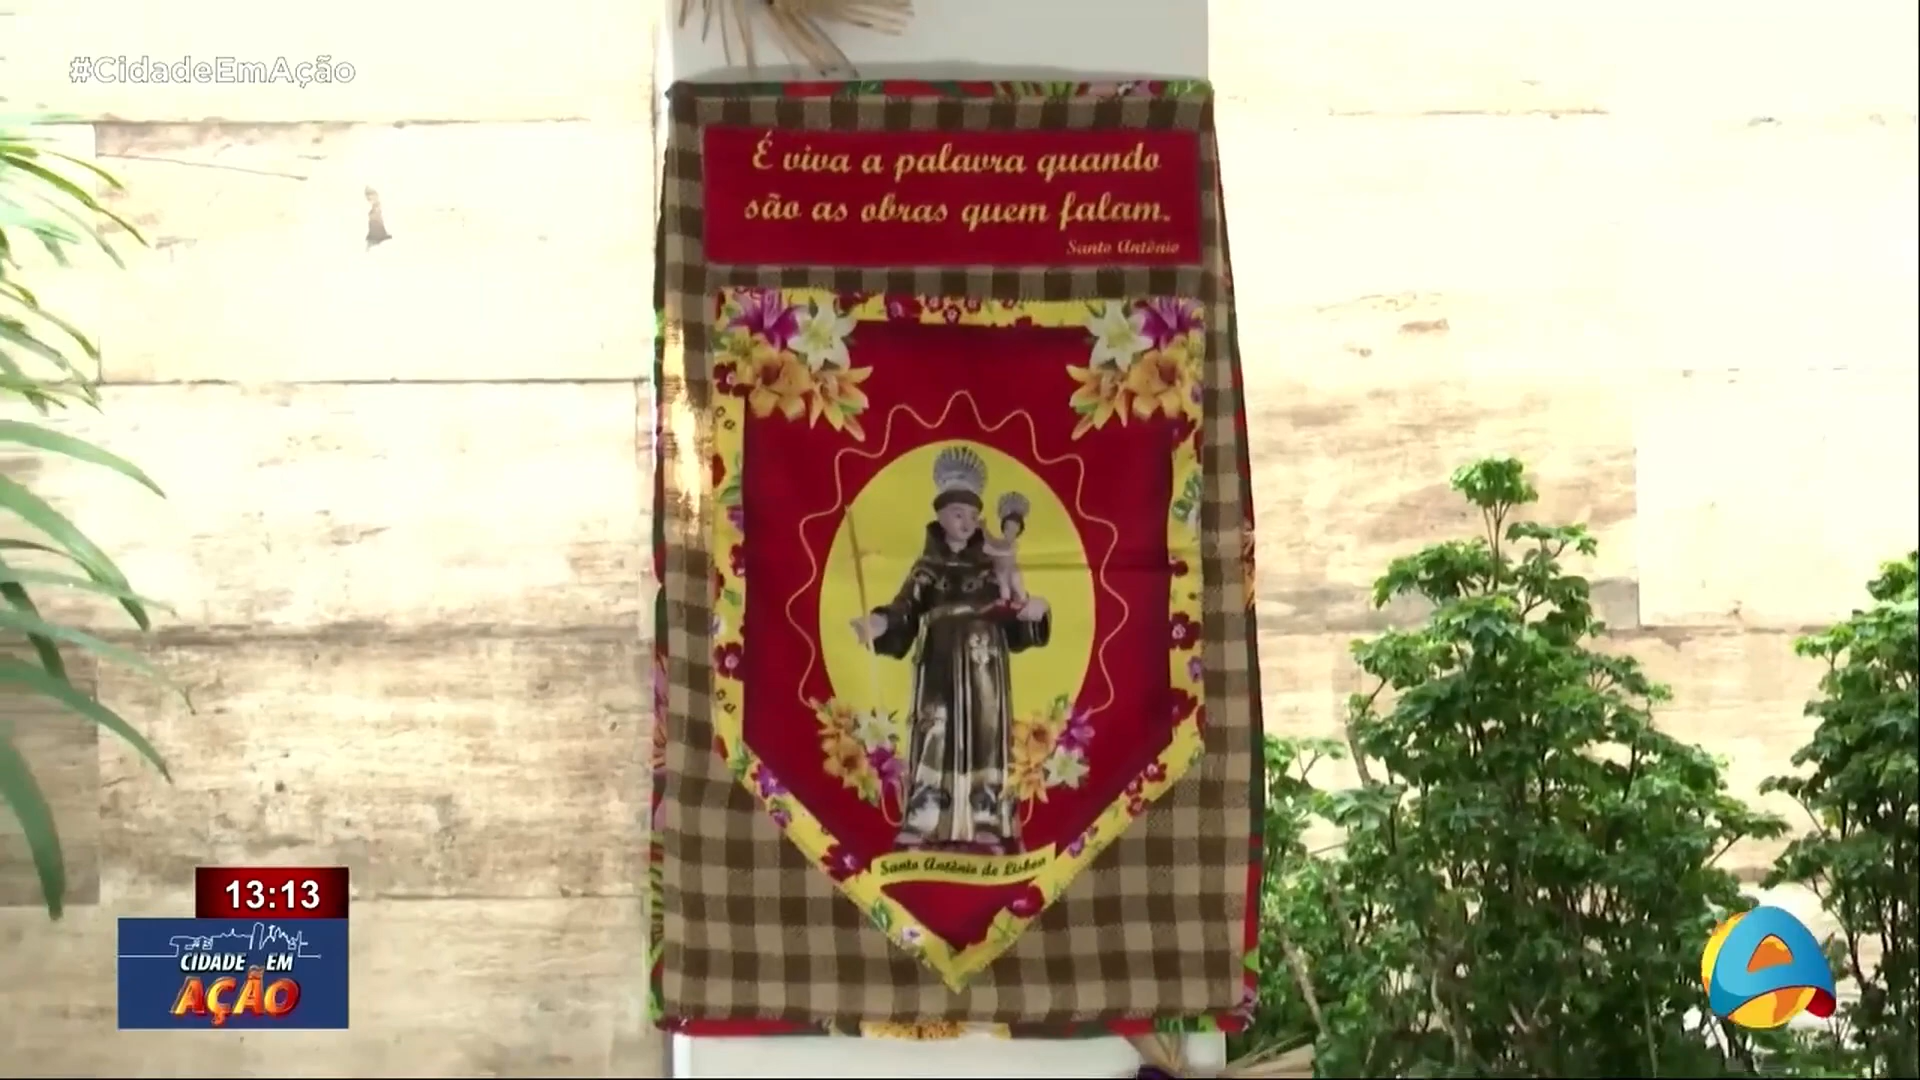 #CidadeEmAção
É viva a palavra quando
são as obras quem falam.
Santo Antônio
Santo Antônio de Lisboa
13:13
CIDADE EM
AÇÃO